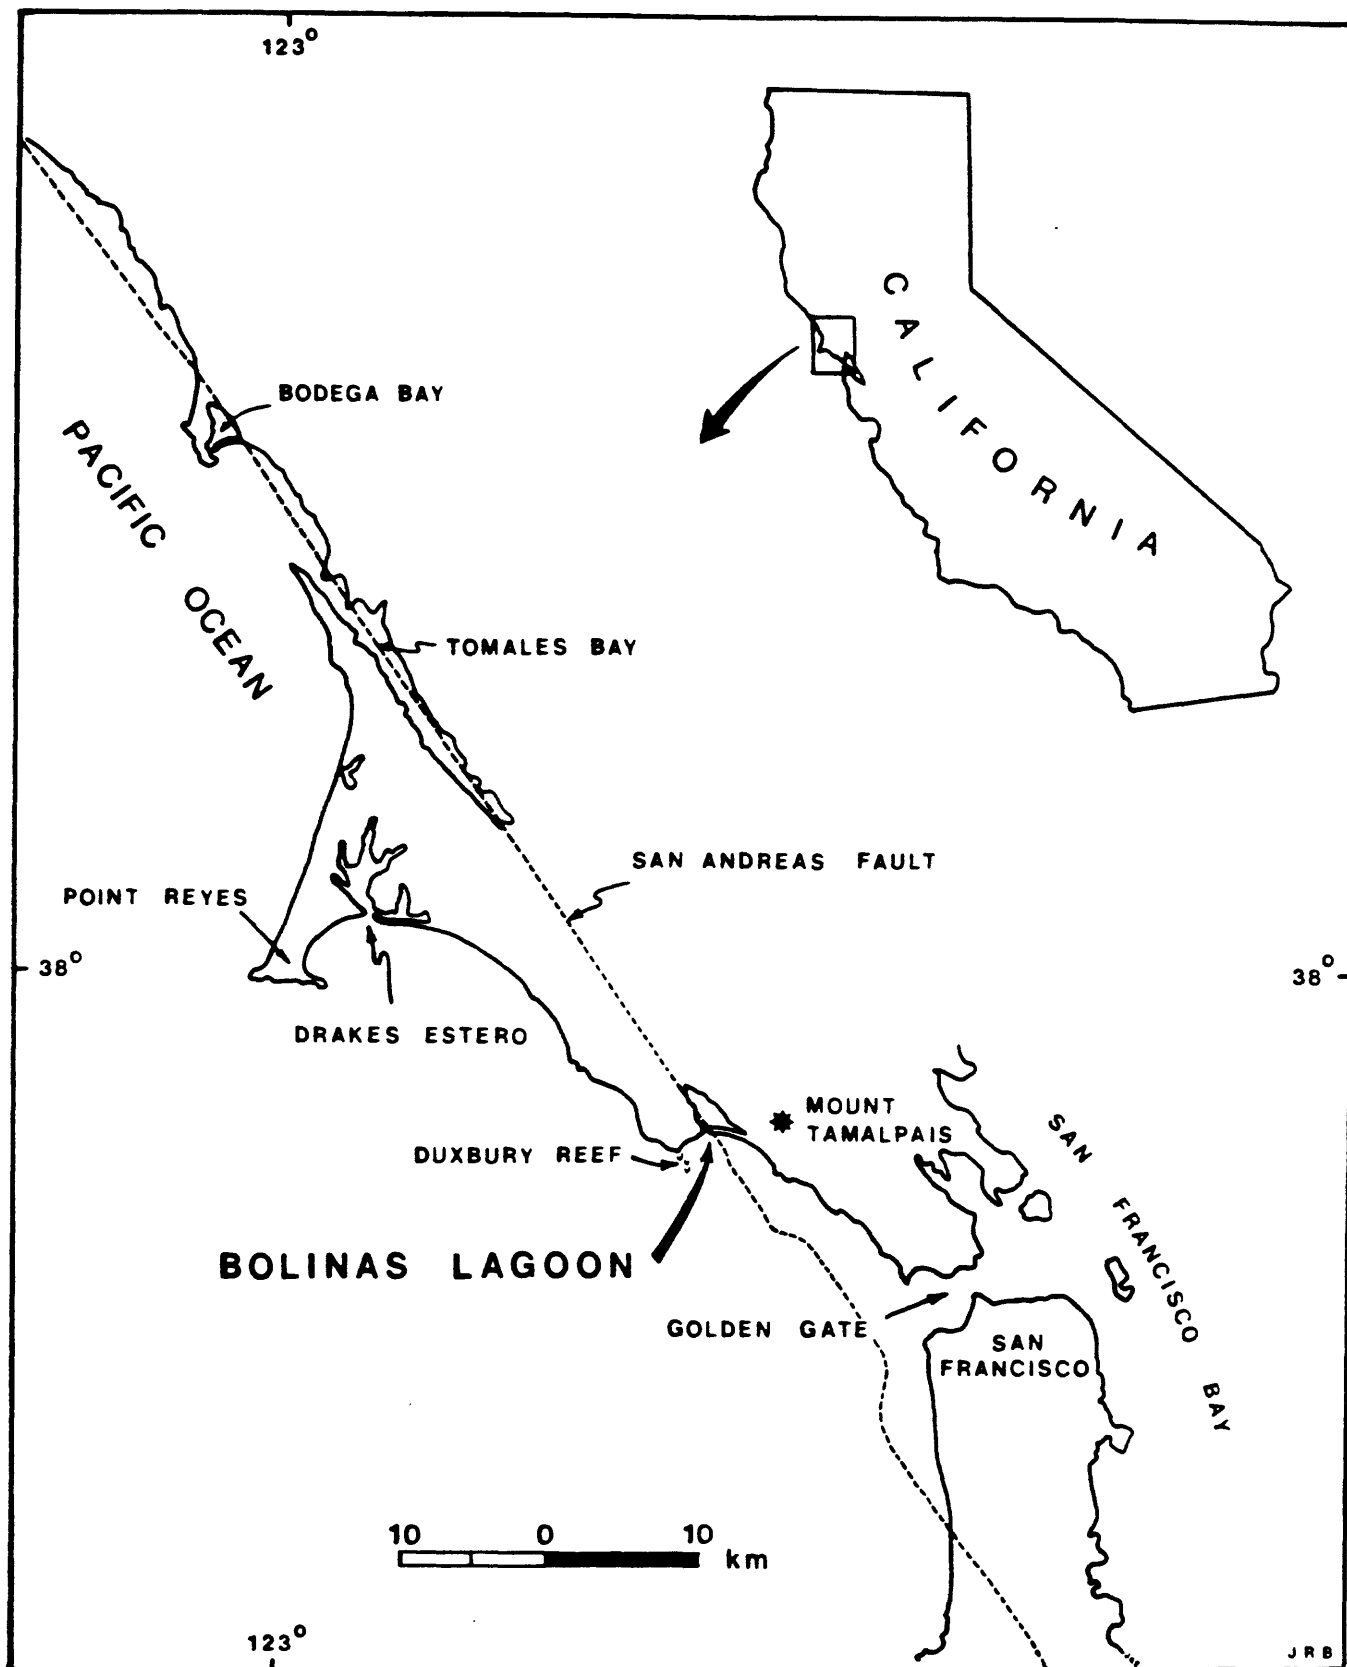 123°
CALIFORNIA
BODEGA BAY
PACIFIC OCEAN
TOMALES BAY
SAN ANDREAS FAULT
POINT REYES
38°
38°
DRAKES ESTERO
MOUNT
TAMALPAIS
SAN FRANCISCO BAY
DUXBURY REEF
BOLINAS LAGOON
GOLDEN GATE
SAN
FRANCISCO
10 0 10
km
123°
JRB